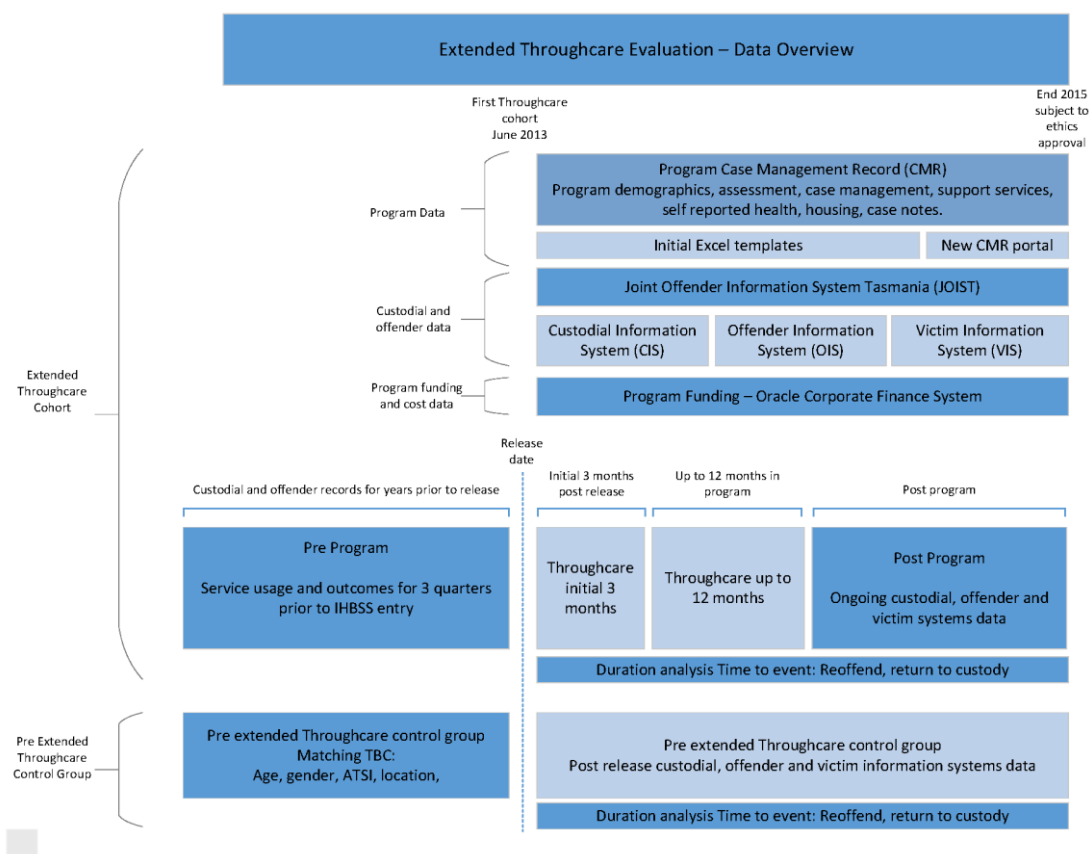 Extended Throughcare Evaluation – Data Overview
First Throughcare
cohort
June 2013
End 2015
subject to
ethics
approval
Extended
Throughcare
Cohort
Program Data
Program Case Management Record (CMR)
Program demographics, assessment, case management, support services,
self reported health, housing, case notes.
Initial Excel templates
New CMR portal
Custodial and
offender data
Joint Offender Information System Tasmania (JOIST)
Custodial Information
System (CIS)
Offender Information
System (OIS)
Victim Information
System (VIS)
Program funding
and cost data
Program Funding – Oracle Corporate Finance System
Release
date
Custodial and offender records for years prior to release
Initial 3 months
post release
Up to 12 months in
program
Post program
Pre Program
Service usage and outcomes for 3 quarters
prior to IHBSS entry
Throughcare
initial 3
months
Throughcare up to
12 months
Post Program
Ongoing custodial, offender and
victim systems data
Duration analysis Time to event: Reoffend, return to custody
Pre Extended
Throughcare
Control Group
Pre extended Throughcare control group
Matching TBC:
Age, gender, ATSI, location,
Pre extended Throughcare control group
Post release custodial, offender and victim information systems data
Duration analysis Time to event: Reoffend, return to custody